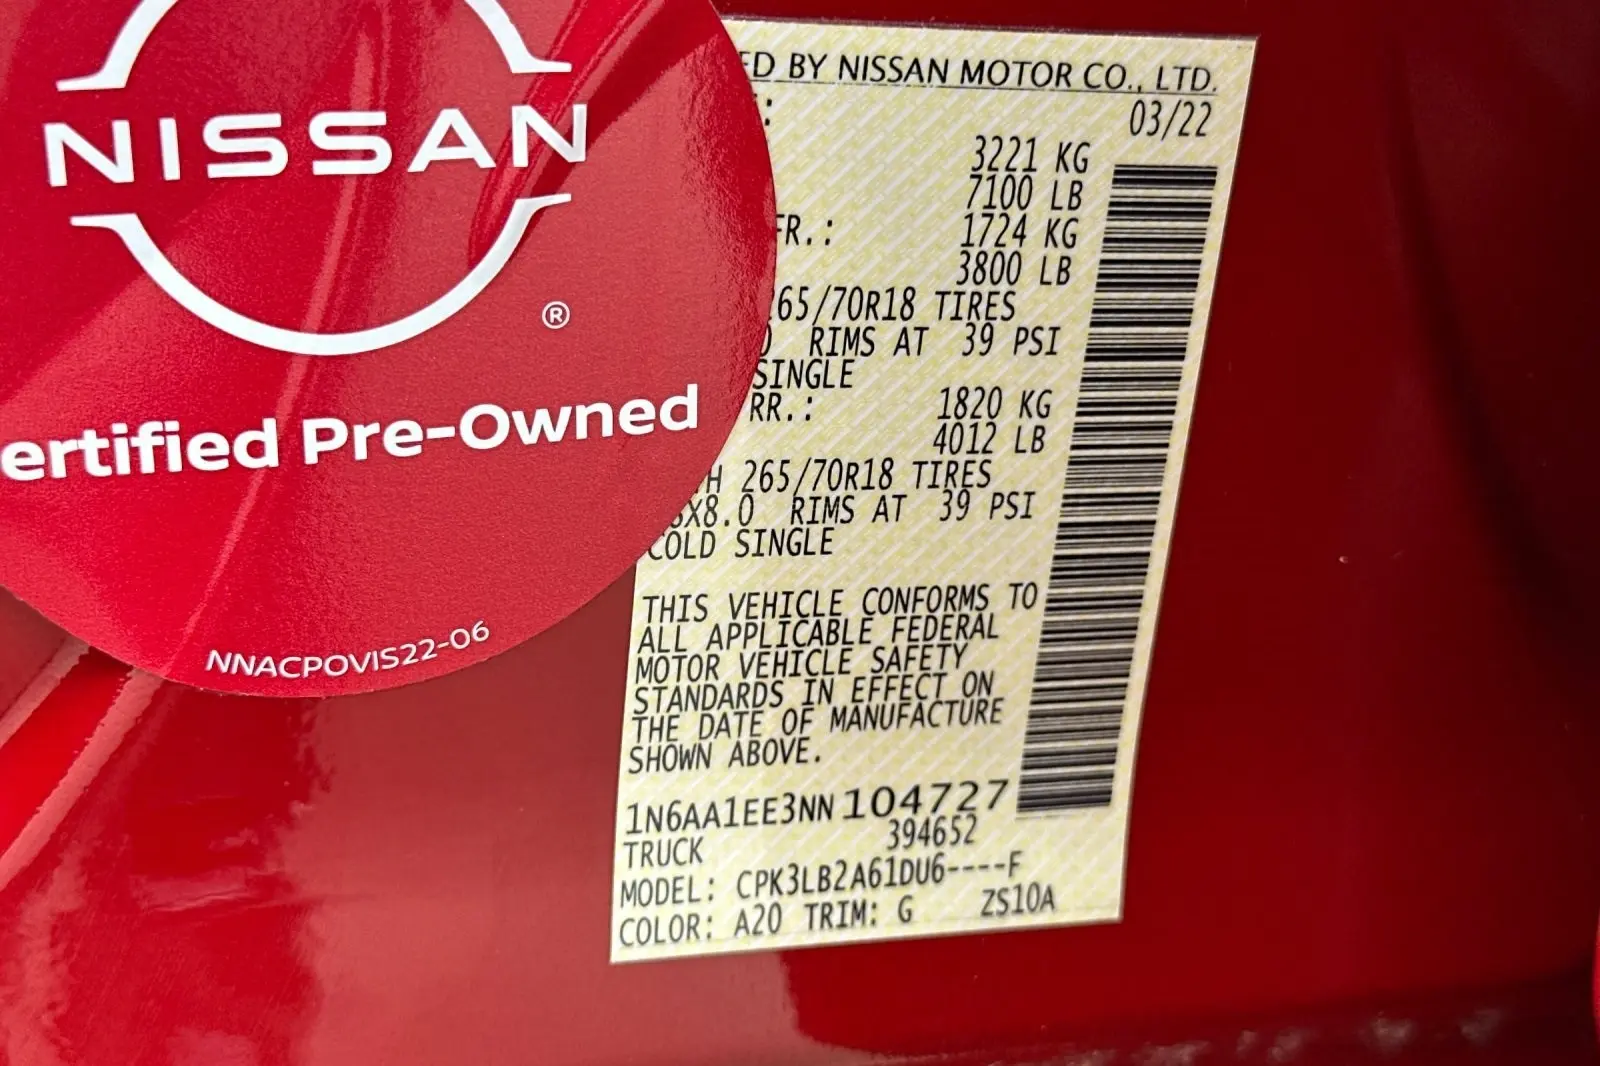 NISSAN
®
ertified Pre-Owned
NNACPOVIS22-06
ED BY NISSAN MOTOR CO., LTD.
: 03/22
3221 KG
7100 LB
FR.: 1724 KG
3800 LB
265/70R18 TIRES
RIMS AT 39 PSI
SINGLE
RR.: 1820 KG
4012 LB
H 265/70R18 TIRES
X8.0 RIMS AT 39 PSI
COLD SINGLE
THIS VEHICLE CONFORMS TO
ALL APPLICABLE FEDERAL
MOTOR VEHICLE SAFETY
STANDARDS IN EFFECT ON
THE DATE OF MANUFACTURE
SHOWN ABOVE.
1N6AA1EE3NN104727
TRUCK 394652
MODEL: CPK3LB2A61DU6----F
COLOR: A20 TRIM: G ZS10A